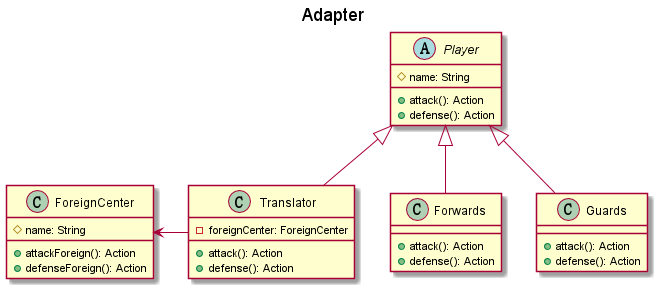 Adapter
A Player
name: String
attack(): Action
defense(): Action
C ForeignCenter
name: String
attackForeign(): Action
defenseForeign(): Action
C Translator
foreignCenter: ForeignCenter
attack(): Action
defense(): Action
C Forwards
attack(): Action
defense(): Action
C Guards
attack(): Action
defense(): Action